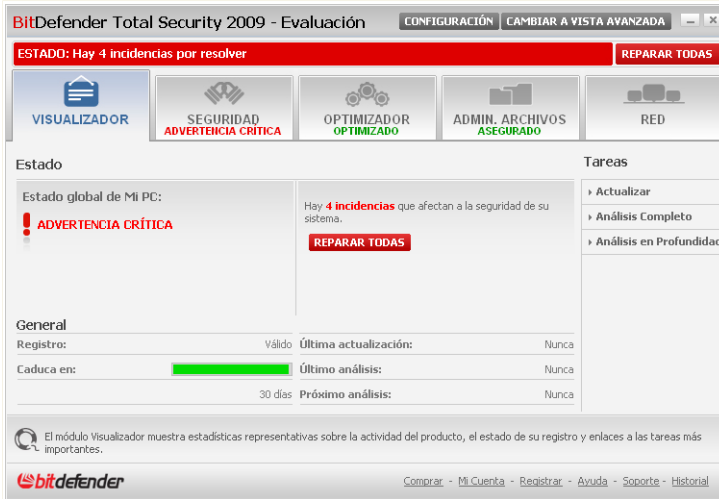 BitDefender Total Security 2009 - Evaluación
CONFIGURACIÓN CAMBIAR A VISTA AVANZADA
ESTADO: Hay 4 incidencias por resolver
REPARAR TODAS
VISUALIZADOR
SEGURIDAD
ADVERTENCIA CRÍTICA
OPTIMIZADOR
OPTIMIZADO
ADMIN. ARCHIVOS
ASEGURADO
RED
Estado
Estado global de Mi PC:
ADVERTENCIA CRÍTICA
Hay 4 incidencias que afectan a la seguridad de su
sistema.
REPARAR TODAS
Tareas
Actualizar
Análisis Completo
Análisis en Profundidad
General
Registro: Válido
Caduca en:
30 días
Última actualización: Nunca
Último análisis: Nunca
Próximo análisis: Nunca
El módulo Visualizador muestra estadísticas representativas sobre la actividad del producto, el estado de su registro y enlaces a las tareas más
importantes.
bitdefender
Comprar - Mi Cuenta - Registrar - Ayuda - Soporte - Historial